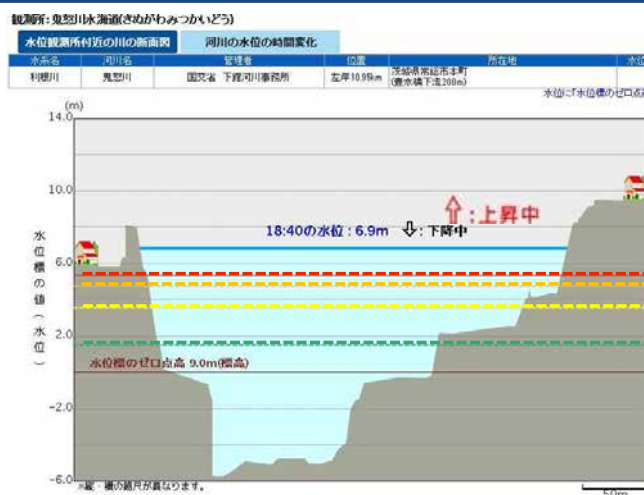 観測所:鬼怒川水海道(きぬがわみつかいどう)
水位観測所付近の川の断面図 河川の水位の時間変化
水系名 河川名 管理者 位置 所在地 水位
利根川 鬼怒川 国交省 下館河川事務所 左岸10.95km 茨城県常総市本町
(豊水橋下流200m)
水位に「水位標のゼロ点高
(m)
14.0
10.0
:上昇中
18:40の水位:6.9m :下降中
6.0
水位標の値(水位)
2.0
水位標のゼロ点高 9.0m(標高)
-2.0
-6.0
※縦・横の縮尺が異なります。
50m